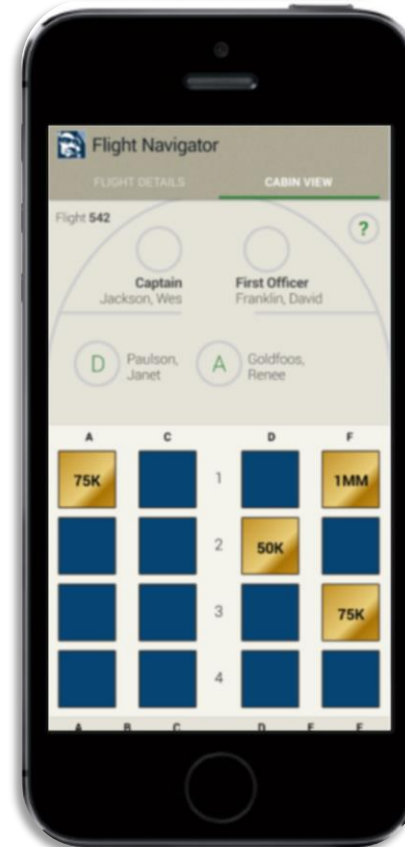 Flight Navigator
FLIGHT DETAILS CABIN VIEW
Flight 542 ?
Captain First Officer
Jackson, Wes Franklin, David
D Paulson, A Goldfoos,
Janet Renee
A C D F
75K 1 1MM
2 50K
3 75K
4
A B C D E F